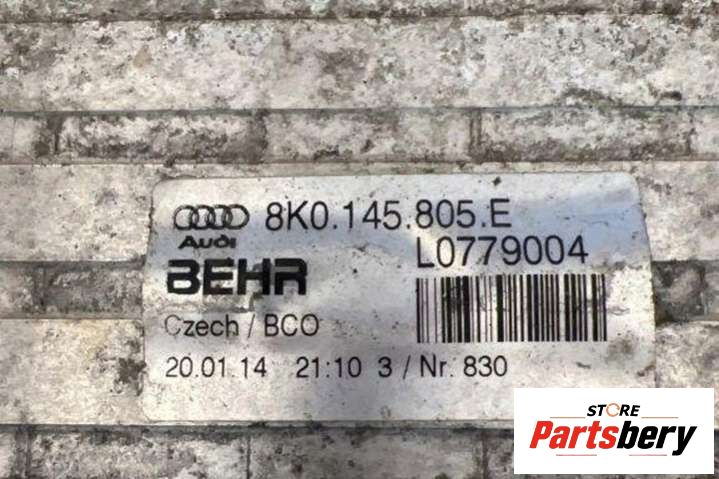 8K0.145.805.E
Audi
L0779004
BEHR
Czech / BCO
20.01.14 21:10 3 / Nr. 830
STORE
Partsbery